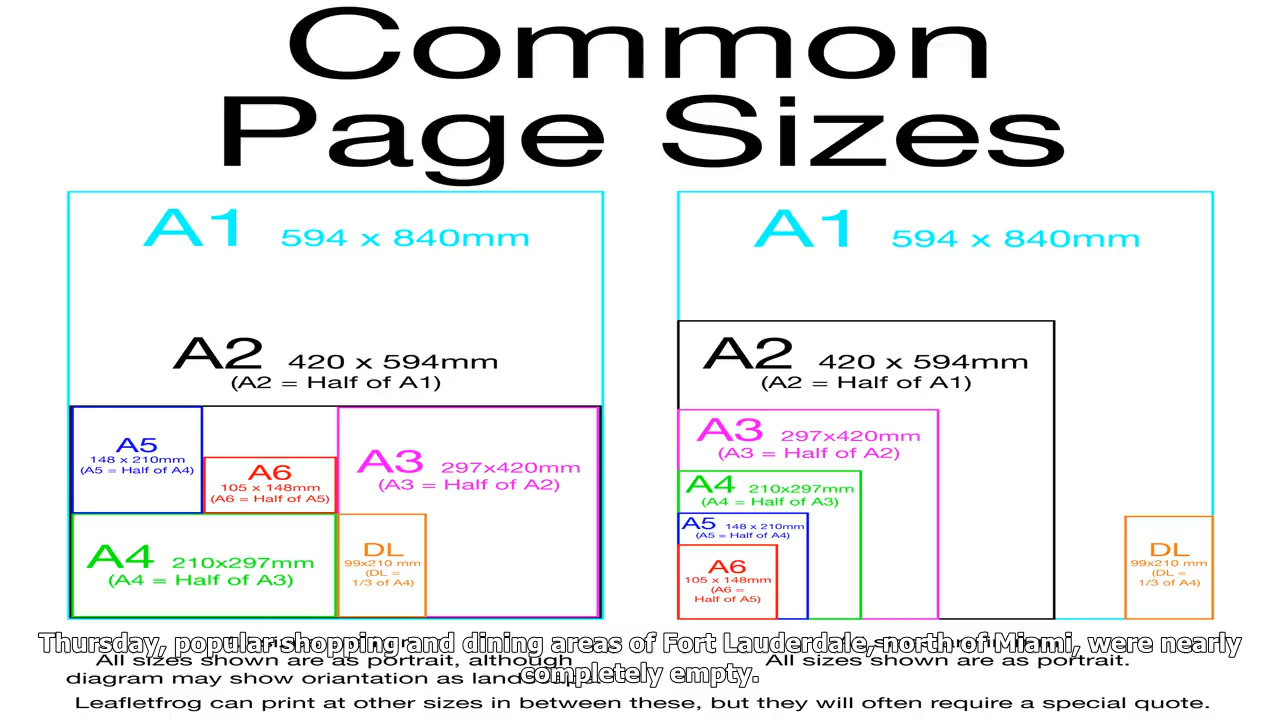 Common
Page Sizes
A1 594 x 840mm
A2 420 x 594mm
(A2 = Half of A1)
A5
148 x 210mm
(A5 = Half of A4)
A6
105 x 148mm
(A6 = Half of A5)
A3 297x420mm
(A3 = Half of A2)
A4 210x297mm
(A4 = Half of A3)
DL
99x210 mm
(DL =
1/3 of A4)
A1 594 x 840mm
A2 420 x 594mm
(A2 = Half of A1)
A3 297x420mm
(A3 = Half of A2)
A4 210x297mm
(A4 = Half of A3)
A5 148 x 210mm
(A5 = Half of A4)
A6
105 x 148mm
(A6 =
Half of A5)
DL
99x210 mm
(DL =
1/3 of A4)
Thursday, popular shopping and dining areas of Fort Lauderdale, north of Miami, were nearly
completely empty.
All sizes shown are as portrait, although
diagram may show oriantation as
All sizes shown are as portrait.
Leafletfrog can print at other sizes in between these, but they will often require a special quote.